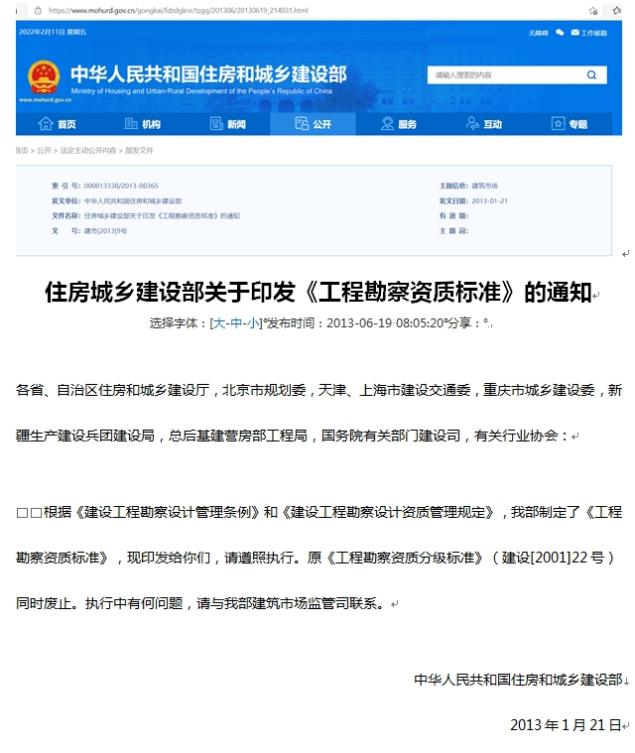 https://www.mohurd.gov.cn/gongkai/fdzdgknr/tzgg/201306/20130619_214031.html
2022年2月11日 星期五
无障碍 工作邮箱
中华人民共和国住房和城乡建设部
Ministry of Housing and Urban-Rural Development of the People's Republic of China
www.mohurd.gov.cn
请输入搜索的内容
首页 机构 新闻 公开 服务 互动 专题
首页 > 公开 > 法定主动公开内容 > 部发文件
索 引 号：000013338/2013-00365 主题信息：建筑市场
发文单位：中华人民共和国住房和城乡建设部 发文日期：2013-01-21
文件名称：住房城乡建设部关于印发《工程勘察资质标准》的通知 有 效 期：
文 号：建市[2013]9号 主 题 词：
住房城乡建设部关于印发《工程勘察资质标准》的通知
选择字体：[大-中-小]°发布时间：2013-06-19 08:05:20°分享：°
各省、自治区住房和城乡建设厅，北京市规划委，天津、上海市建设交通委，重庆市城乡建设委，新
疆生产建设兵团建设局，总后基建营房部工程局，国务院有关部门建设司，有关行业协会：
□□根据《建设工程勘察设计管理条例》和《建设工程勘察设计资质管理规定》，我部制定了《工程
勘察资质标准》，现印发给你们，请遵照执行。原《工程勘察资质分级标准》（建设[2001]22 号）
同时废止。执行中有何问题，请与我部建筑市场监管司联系。
中华人民共和国住房和城乡建设部
2013 年 1 月 21 日